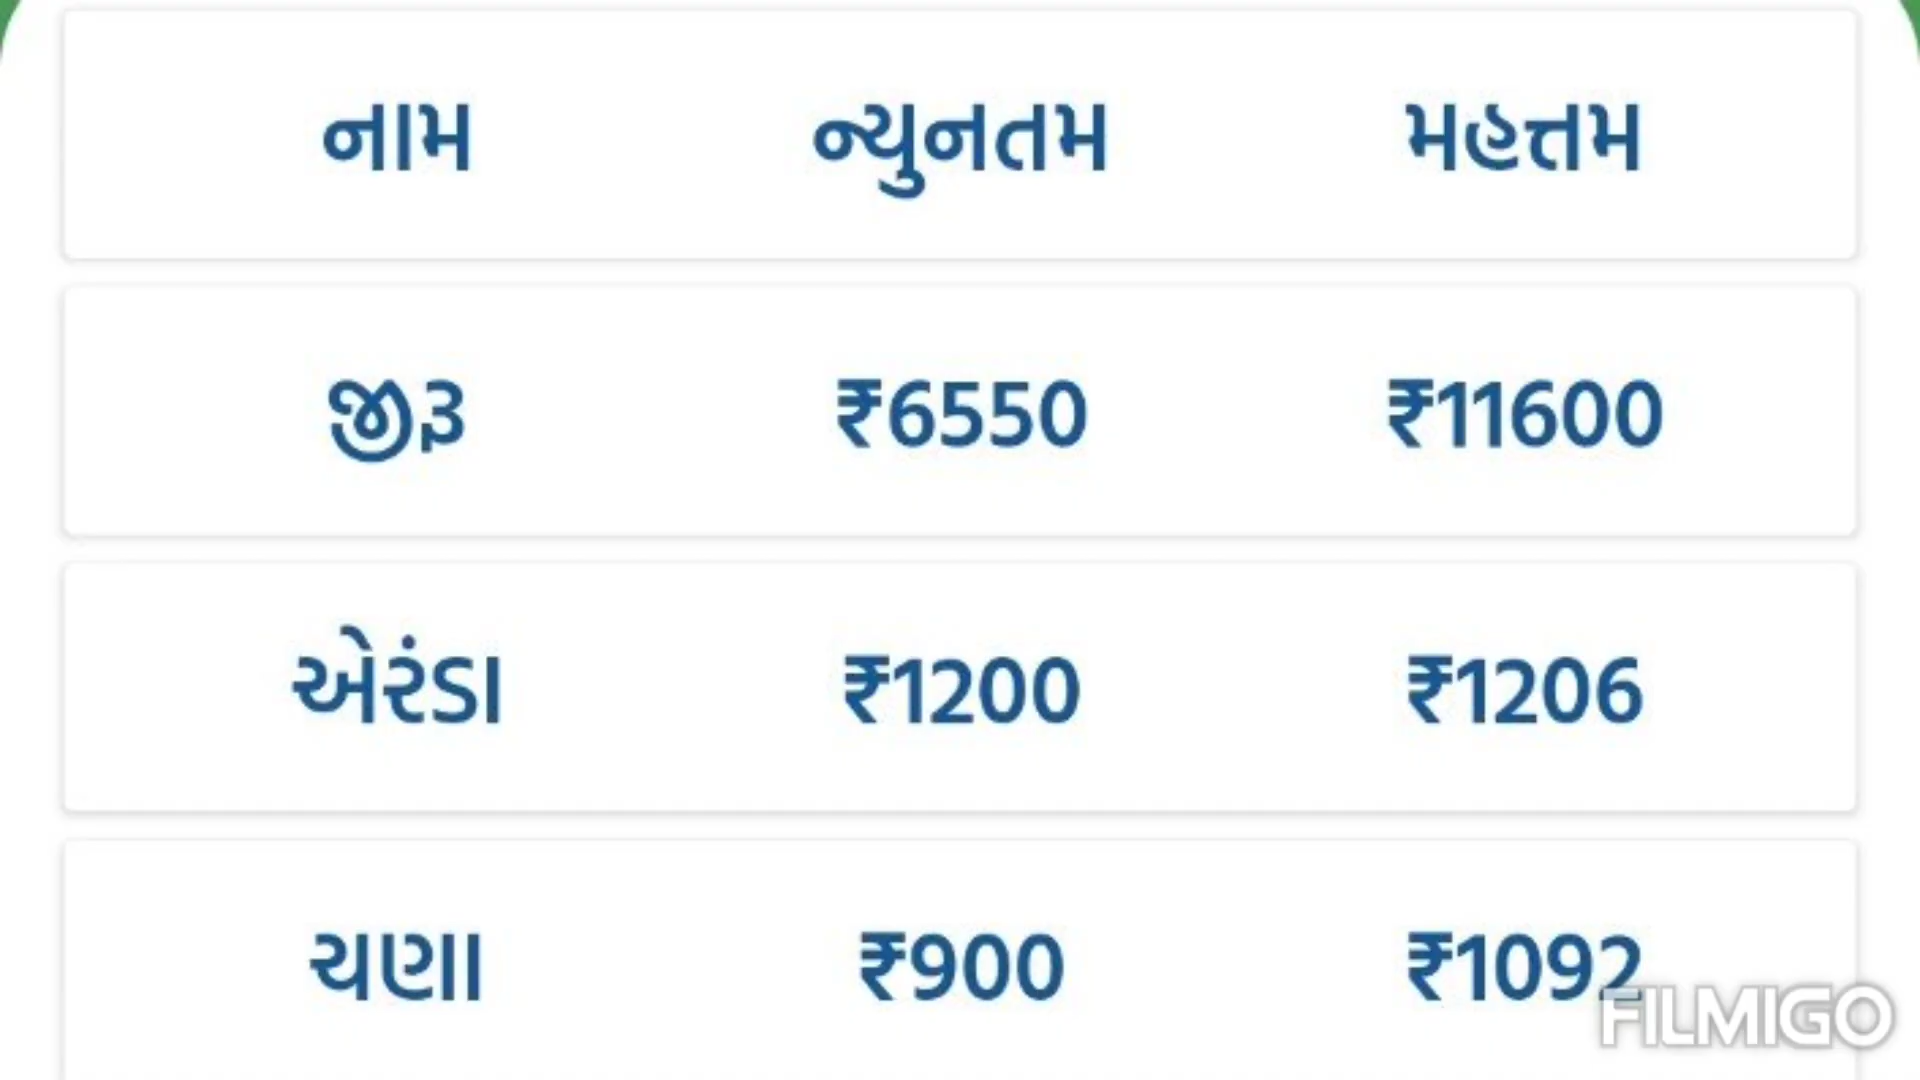 નામ ન્યુનતમ મહત્તમ
જીરૂ ₹6550 ₹11600
એરંડા ₹1200 ₹1206
ચણા ₹900 ₹1092
FILMIGO